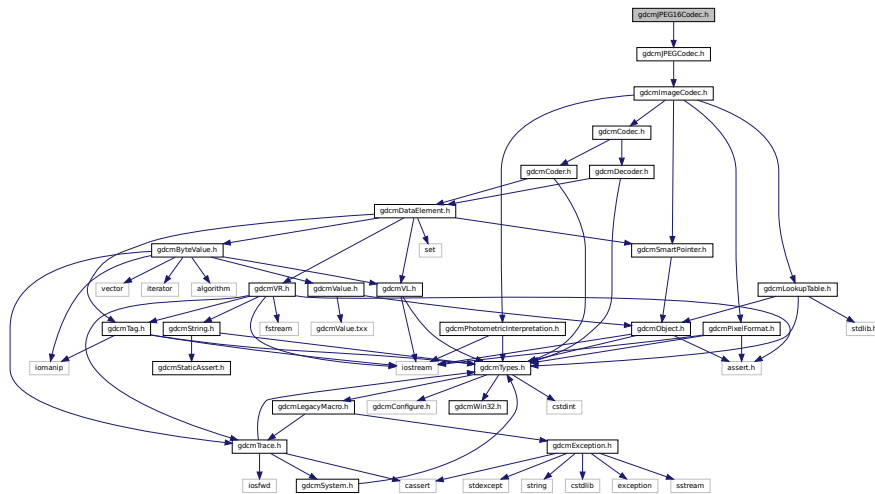 gdcmJPEG16Codec.h
gdcmJPEGCodec.h
gdcmImageCodec.h
gdcmCodec.h
gdcmCoder.h
gdcmDecoder.h
gdcmDataElement.h
gdcmByteValue.h
set
gdcmSmartPointer.h
vector
iterator
algorithm
gdcmVR.h
gdcmValue.h
gdcmVL.h
gdcmLookupTable.h
gdcmTag.h
gdcmString.h
fstream
gdcmValue.txx
gdcmPhotometricInterpretation.h
gdcmObject.h
gdcmPixelFormat.h
stdlib.h
iomanip
gdcmStaticAssert.h
iostream
gdcmTypes.h
assert.h
gdcmLegacyMacro.h
gdcmConfigure.h
gdcmWin32.h
cstdint
gdcmTrace.h
gdcmException.h
iosfwd
gdcmSystem.h
cassert
stdexcept
string
cstdlib
exception
sstream